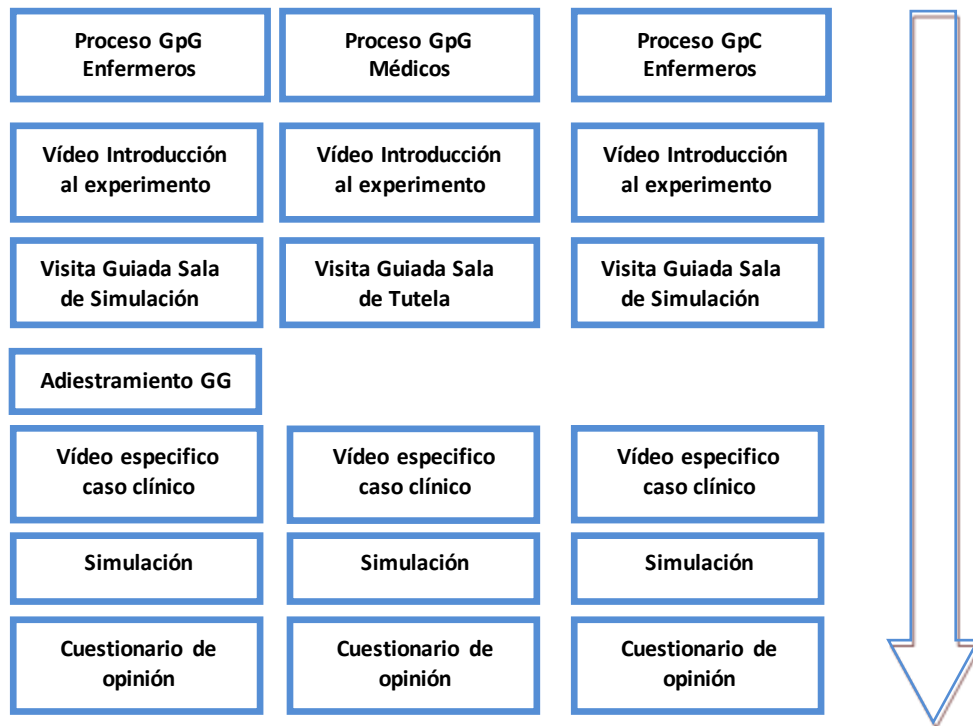 Proceso GpG
Enfermeros
Proceso GpG
Médicos
Proceso GpC
Enfermeros
Vídeo Introducción
al experimento
Vídeo Introducción
al experimento
Vídeo Introducción
al experimento
Visita Guiada Sala
de Simulación
Visita Guiada Sala
de Tutela
Visita Guiada Sala
de Simulación
Adiestramiento GG
Vídeo especifico
caso clínico
Vídeo especifico
caso clínico
Vídeo especifico
caso clínico
Simulación
Simulación
Simulación
Cuestionario de
opinión
Cuestionario de
opinión
Cuestionario de
opinión